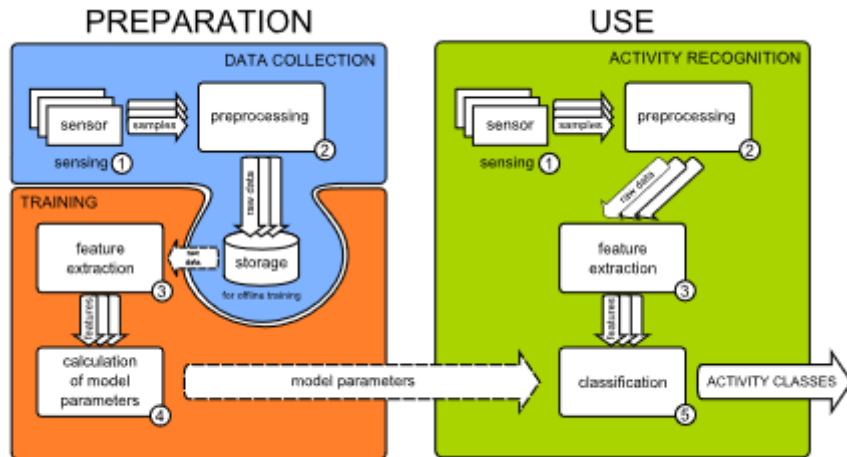 PREPARATION
DATA COLLECTION
sensor
samples
preprocessing
sensing 1
2
raw data
storage
for offline training
TRAINING
raw
data
feature
extraction
3
features
calculation
of model
parameters
4
model parameters
USE
ACTIVITY RECOGNITION
sensor
samples
preprocessing
sensing 1
2
raw data
feature
extraction
3
features
classification
5
ACTIVITY CLASSES